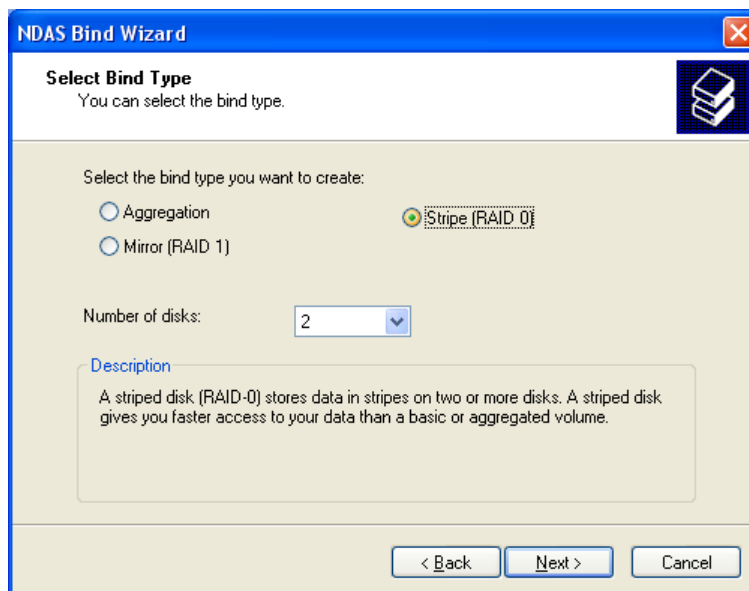 NDAS Bind Wizard
Select Bind Type
You can select the bind type.
Select the bind type you want to create:
Aggregation
Stripe (RAID 0)
Mirror (RAID 1)
Number of disks:
2
Description
A striped disk (RAID-0) stores data in stripes on two or more disks. A striped disk
gives you faster access to your data than a basic or aggregated volume.
< Back
Next >
Cancel